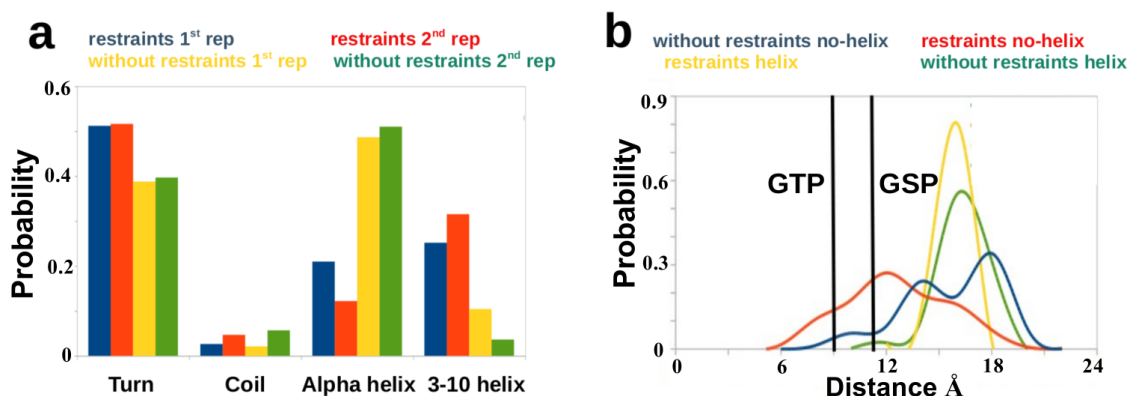 a
restraints 1st rep restraints 2nd rep
without restraints 1st rep without restraints 2nd rep
0.6
0.4
0.2
0
Probability
Turn Coil Alpha helix 3-10 helix
b
without restraints no-helix restraints no-helix
restraints helix without restraints helix
0.9
0.6
0.3
0
Probability
GTP GSP
0 6 12 18 24
Distance Å